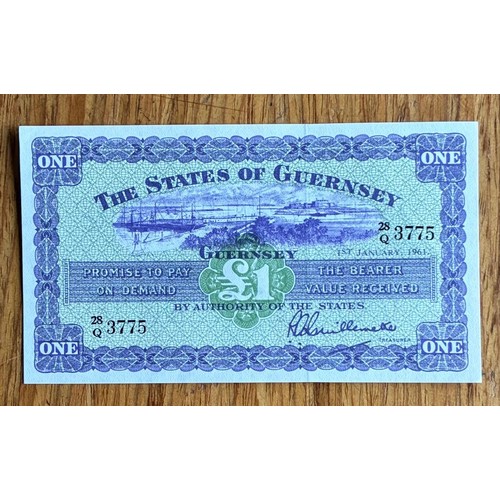 ONE ONE
THE STATES OF GUERNSEY
28/Q 3775
GUERNSEY
1ST JANUARY, 1961.
PROMISE TO PAY £1 THE BEARER
ON DEMAND VALUE RECEIVED
BY AUTHORITY OF THE STATES.
28/Q 3775
TREASURER
ONE ONE